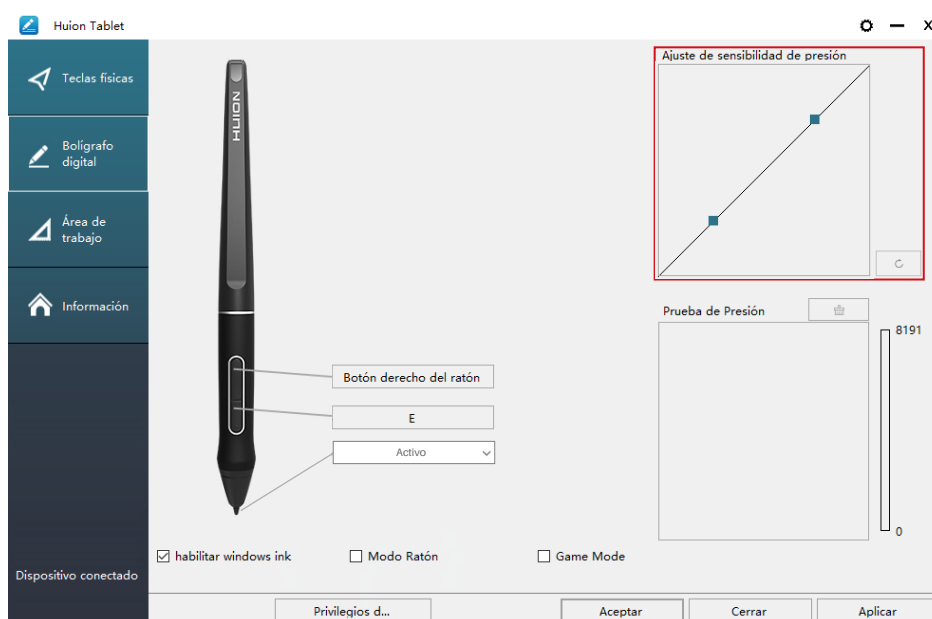 Huion Tablet
Teclas físicas
Bolígrafo
digital
Área de
trabajo
Información
Dispositivo conectado
HUION
Botón derecho del ratón
E
Activo
Ajuste de sensibilidad de presión
Prueba de Presión
8191
0
habilitar windows ink
Modo Ratón
Game Mode
Privilegios d...
Aceptar
Cerrar
Aplicar